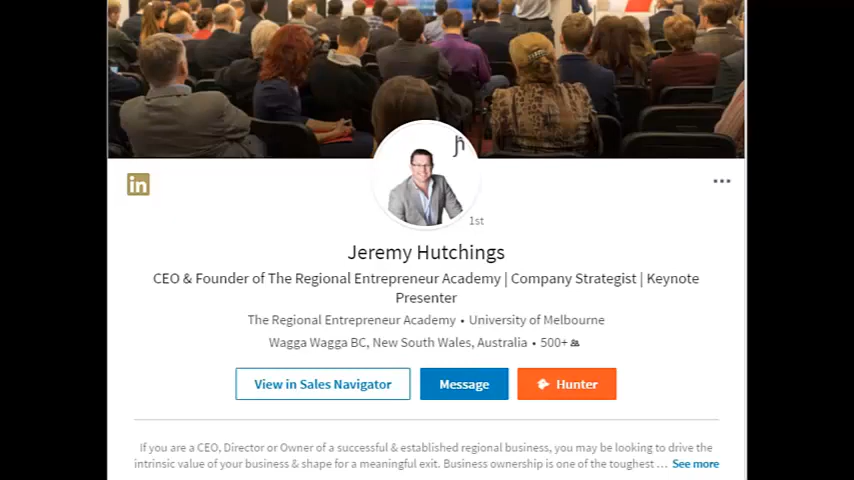 jh
in
1st
Jeremy Hutchings
CEO & Founder of The Regional Entrepreneur Academy | Company Strategist | Keynote
Presenter
The Regional Entrepreneur Academy • University of Melbourne
Wagga Wagga BC, New South Wales, Australia • 500+
View in Sales Navigator
Message
Hunter
If you are a CEO, Director or Owner of a successful & established regional business, you may be looking to drive the
intrinsic value of your business & shape for a meaningful exit. Business ownership is one of the toughest … See more